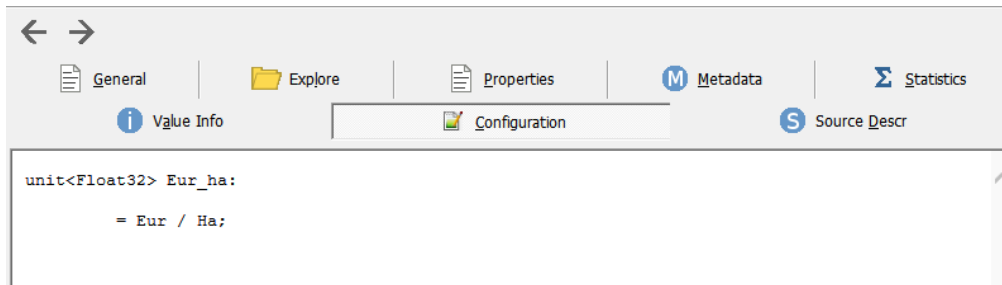 General
Explore
Properties
M Metadata
Σ Statistics
i Value Info
Configuration
S Source Descr
unit<Float32> Eur_ha:
= Eur / Ha;